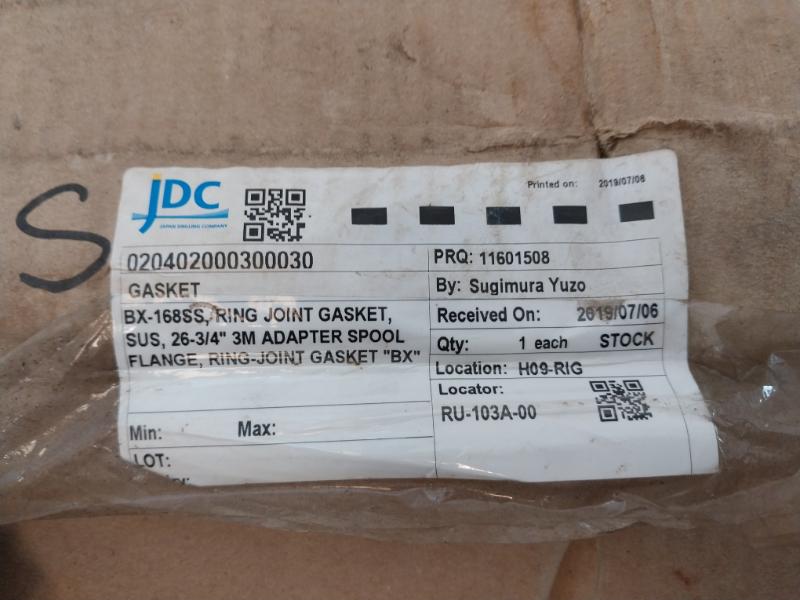 S
JDC
JAPAN DRILLING COMPANY
Printed on: 2019/07/06
020402000300030
GASKET
BX-168SS, RING JOINT GASKET,
SUS, 26-3/4" 3M ADAPTER SPOOL
FLANGE, RING-JOINT GASKET "BX"
Min: Max:
LOT:
PRQ: 11601508
By: Sugimura Yuzo
Received On: 2019/07/06
Qty: 1 each STOCK
Location: H09-RIG
Locator:
RU-103A-00